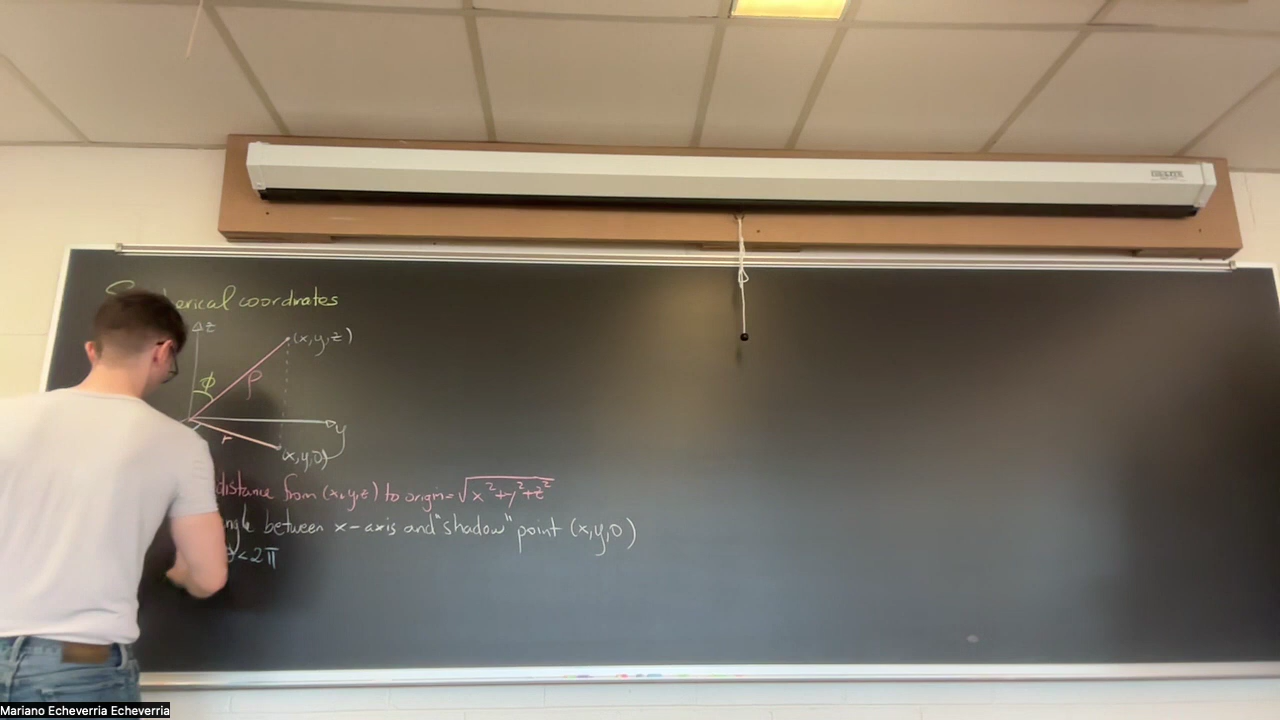 erical coordinates
z
(x,y,z)
φ
ρ
y
r
(x,y,0)
distance from (x,y,z) to origin = √x²+y²+z²
angle between x-axis and "shadow" point (x,y,0)
θ<2π
Mariano Echeverria Echeverria